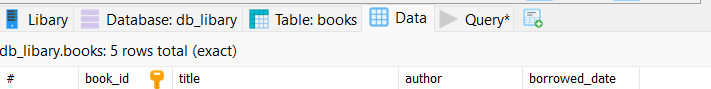 Libary Database: db_libary Table: books Data Query*
db_libary.books: 5 rows total (exact)
# book_id title author borrowed_date